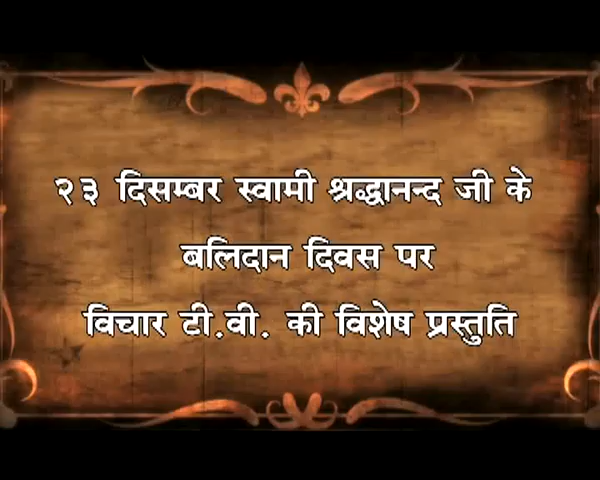 २३ दिसम्बर स्वामी श्रद्धानन्द जी के
बलिदान दिवस पर
विचार टी.वी. की विशेष प्रस्तुति